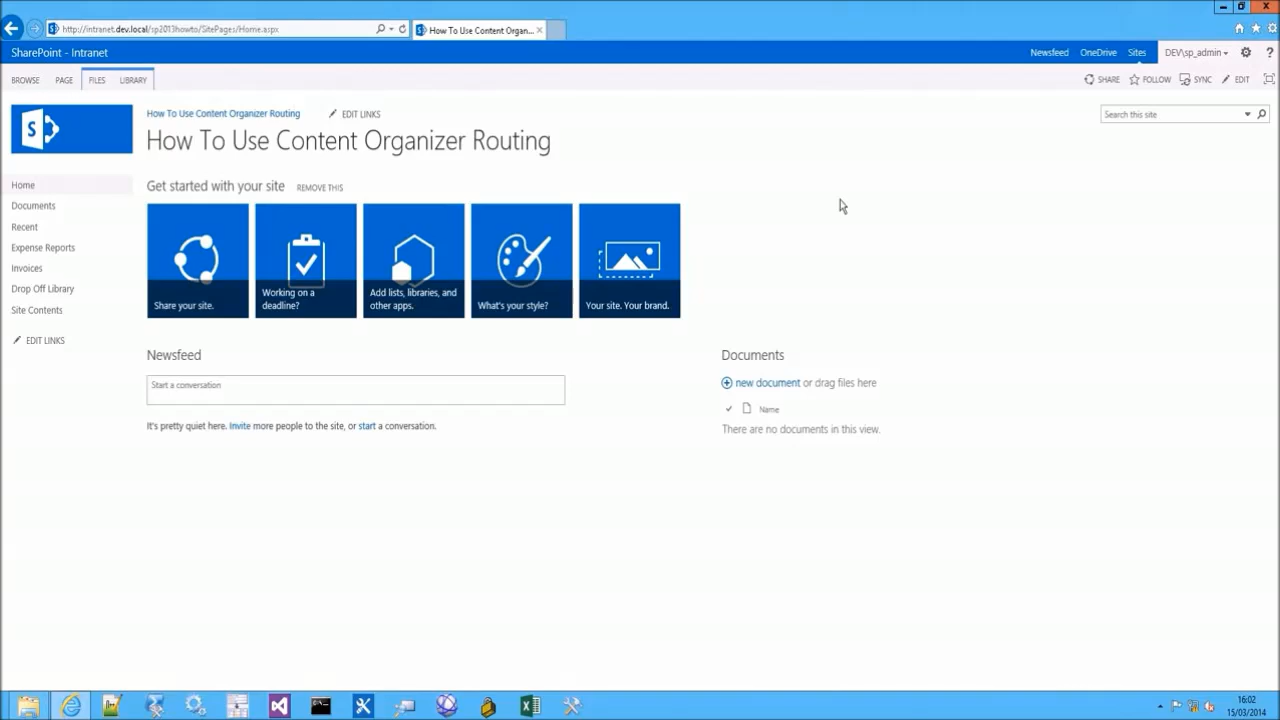 http://intranet.dev.local/sp2013howto/SitePages/Home.aspx
How To Use Content Organ...
SharePoint - Intranet
Newsfeed
OneDrive
Sites
DEV\sp_admin
?
BROWSE
PAGE
FILES
LIBRARY
SHARE
FOLLOW
SYNC
EDIT
How To Use Content Organizer Routing
EDIT LINKS
Search this site
How To Use Content Organizer Routing
Home
Documents
Recent
Expense Reports
Invoices
Drop Off Library
Site Contents
EDIT LINKS
Get started with your site
REMOVE THIS
Share your site.
Working on a
deadline?
Add lists, libraries, and
other apps.
What's your style?
Your site. Your brand.
Newsfeed
Start a conversation
It's pretty quiet here. Invite more people to the site, or start a conversation.
Documents
new document or drag files here
Name
There are no documents in this view.
16:02
15/03/2014